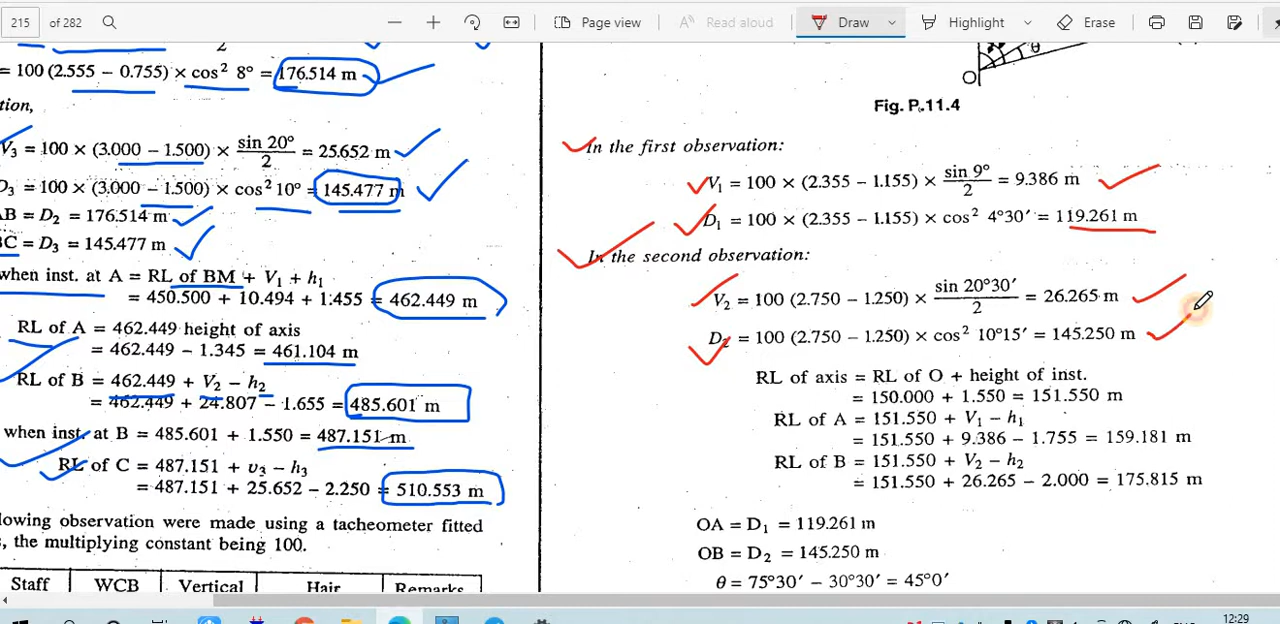 215 of 282 Page view Read aloud Draw Highlight Erase
2
= 100 (2.555 – 0.755) × cos² 8° = 176.514 m
tion,
V₃ = 100 × (3.000 – 1.500) × sin 20°/2 = 25.652 m
D₃ = 100 × (3.000 – 1.500) × cos² 10° = 145.477 m
AB = D₂ = 176.514 m
BC = D₃ = 145.477 m
when inst. at A = RL of BM + V₁ + h₁
= 450.500 + 10.494 + 1.455 = 462.449 m
RL of A = 462.449 height of axis
= 462.449 – 1.345 = 461.104 m
RL of B = 462.449 + V₂ – h₂
= 462.449 + 24.807 – 1.655 = 485.601 m
when inst. at B = 485.601 + 1.550 = 487.151 m
RL of C = 487.151 + υ₃ – h₃
= 487.151 + 25.652 – 2.250 = 510.553 m
lowing observation were made using a tacheometer fitted
s, the multiplying constant being 100.
Staff WCB Vertical Hair Remarks
θ
O
Fig. P.11.4
In the first observation:
V₁ = 100 × (2.355 – 1.155) × sin 9°/2 = 9.386 m
D₁ = 100 × (2.355 – 1.155) × cos² 4°30′ = 119.261 m
In the second observation:
V₂ = 100 (2.750 – 1.250) × sin 20°30′/2 = 26.265 m
D₂ = 100 (2.750 – 1.250) × cos² 10°15′ = 145.250 m
RL of axis = RL of O + height of inst.
= 150.000 + 1.550 = 151.550 m
RL of A = 151.550 + V₁ – h₁
= 151.550 + 9.386 – 1.755 = 159.181 m
RL of B = 151.550 + V₂ – h₂
= 151.550 + 26.265 – 2.000 = 175.815 m
OA = D₁ = 119.261 m
OB = D₂ = 145.250 m
θ = 75°30′ – 30°30′ = 45°0′
12:29